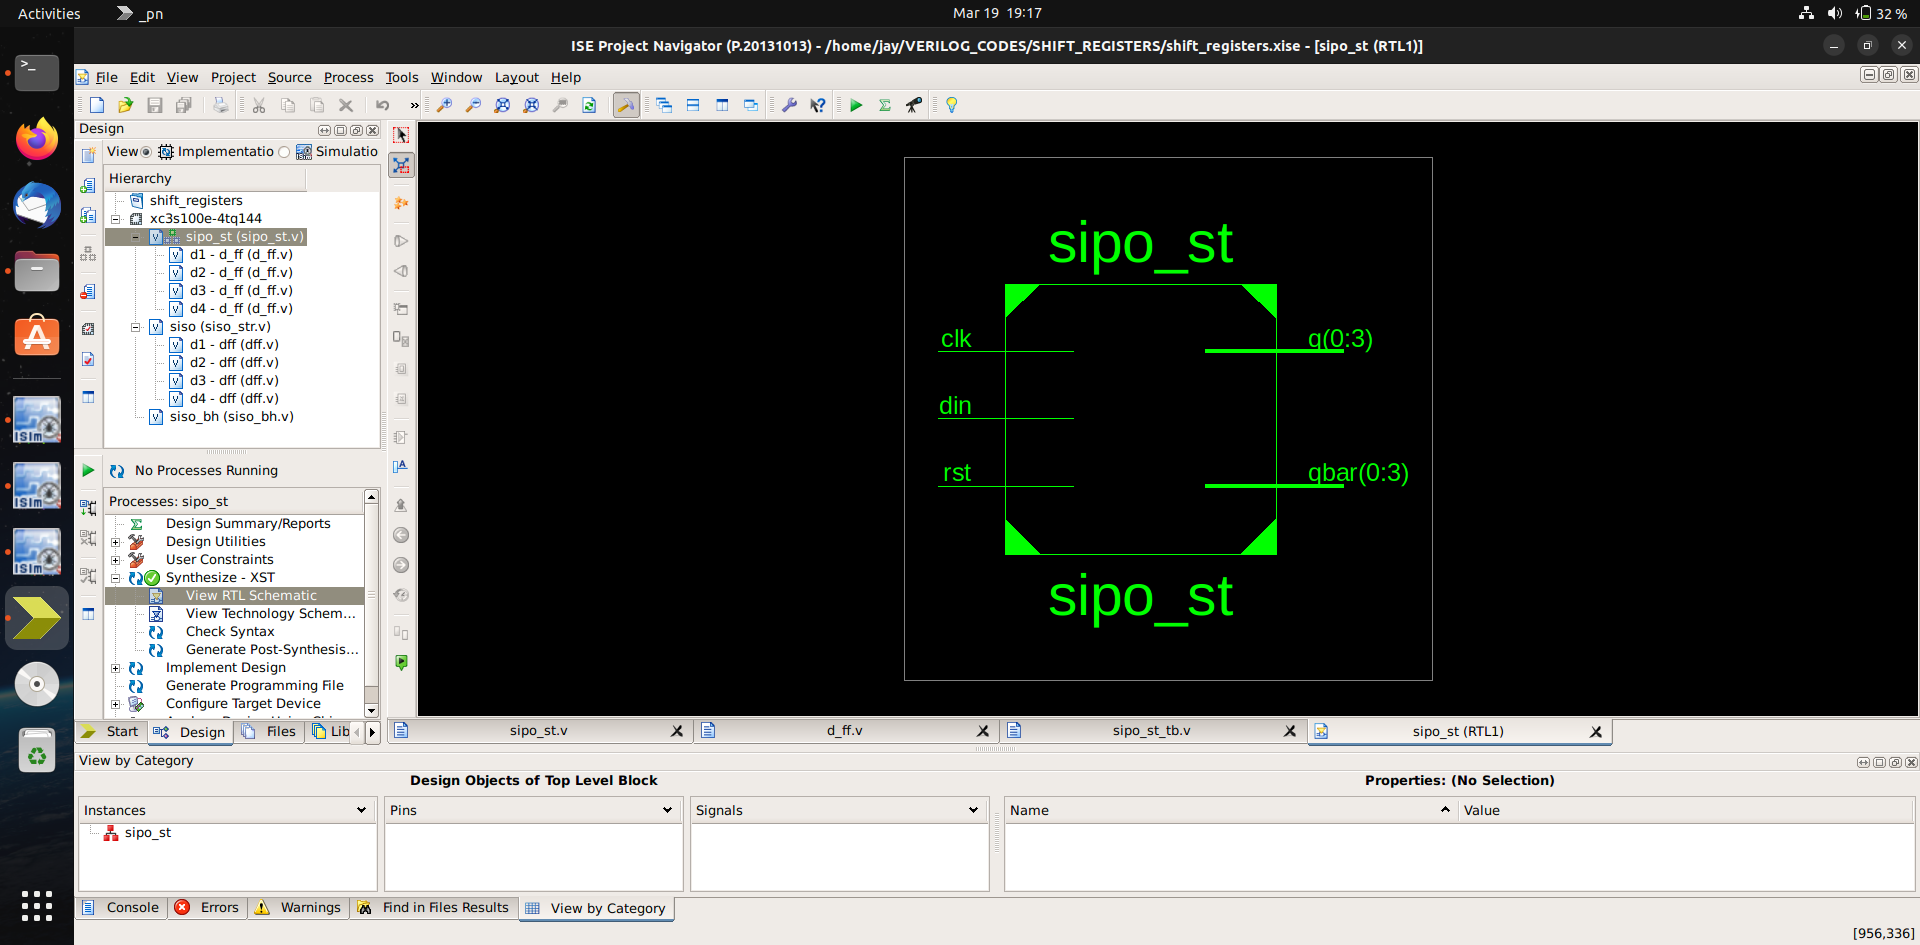 Activities
_pn
Mar 19 19:17
32 %
ISE Project Navigator (P.20131013) - /home/jay/VERILOG_CODES/SHIFT_REGISTERS/shift_registers.xise - [sipo_st (RTL1)]
File Edit View Project Source Process Tools Window Layout Help
Design
View Implementatio Simulatio
Hierarchy
shift_registers
xc3s100e-4tq144
sipo_st (sipo_st.v)
d1 - d_ff (d_ff.v)
d2 - d_ff (d_ff.v)
d3 - d_ff (d_ff.v)
d4 - d_ff (d_ff.v)
siso (siso_str.v)
d1 - dff (dff.v)
d2 - dff (dff.v)
d3 - dff (dff.v)
d4 - dff (dff.v)
siso_bh (siso_bh.v)
No Processes Running
Processes: sipo_st
Design Summary/Reports
Design Utilities
User Constraints
Synthesize - XST
View RTL Schematic
View Technology Schem...
Check Syntax
Generate Post-Synthesis...
Implement Design
Generate Programming File
Configure Target Device
Start Design Files Lib
sipo_st
clk
din
rst
q(0:3)
qbar(0:3)
sipo_st
sipo_st.v
d_ff.v
sipo_st_tb.v
sipo_st (RTL1)
View by Category
Design Objects of Top Level Block
Properties: (No Selection)
Instances
Pins
Signals
Name
Value
sipo_st
Console Errors Warnings Find in Files Results View by Category
[956,336]
ISim
ISim
ISim